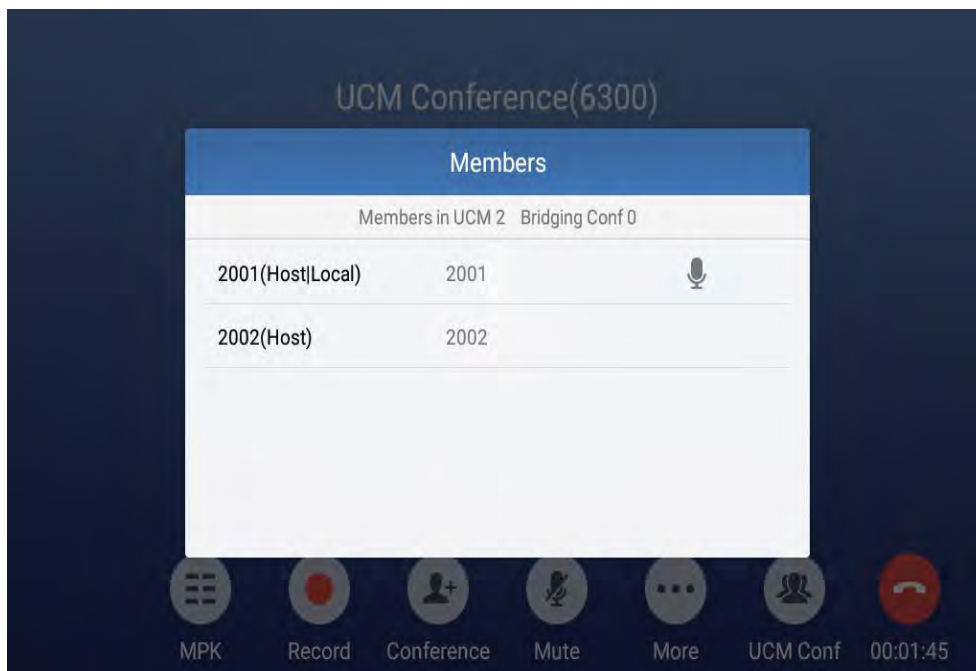 UCM Conference(6300)
Members
Members in UCM 2 Bridging Conf 0
2001(Host|Local) 2001
2002(Host) 2002
MPK Record Conference Mute More UCM Conf 00:01:45